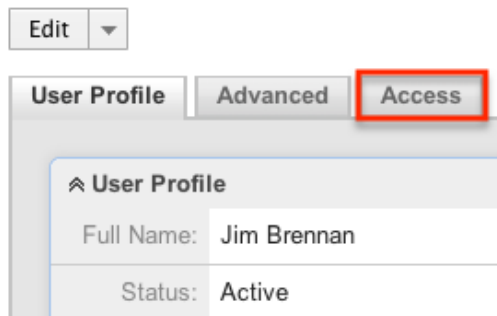 Edit
User Profile Advanced Access
User Profile
Full Name: Jim Brennan
Status: Active